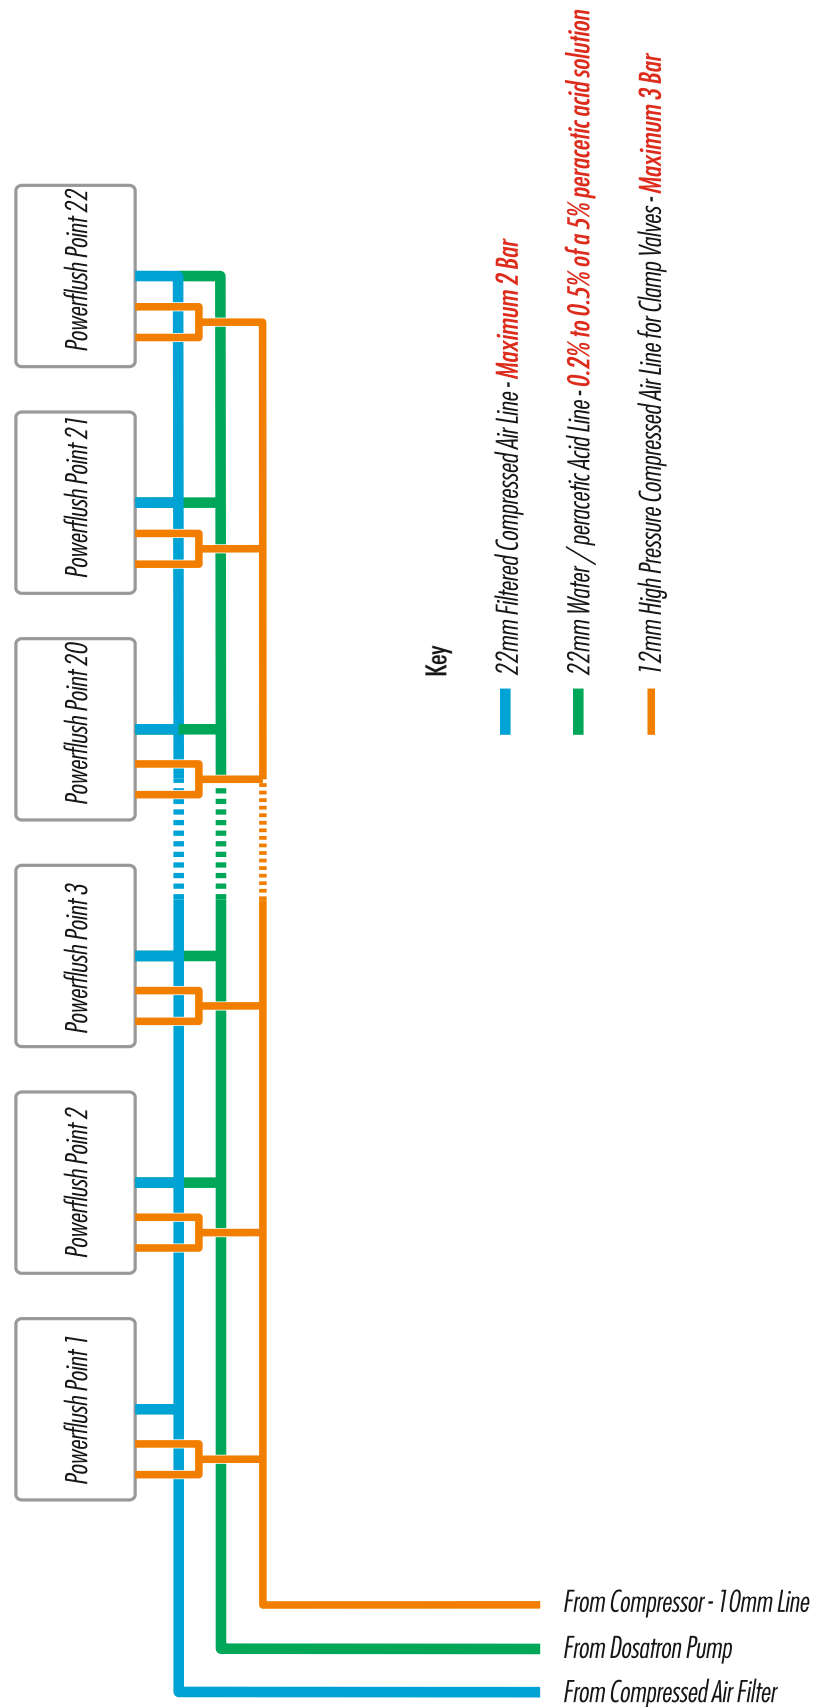 Powerflush Point 1
Powerflush Point 2
Powerflush Point 3
Powerflush Point 20
Powerflush Point 21
Powerflush Point 22
From Compressor - 10mm Line
From Dosatron Pump
From Compressed Air Filter
Key
22mm Filtered Compressed Air Line - Maximum 2 Bar
22mm Water / peracetic Acid Line - 0.2% to 0.5% of a 5% peracetic acid solution
12mm High Pressure Compressed Air Line for Clamp Valves - Maximum 3 Bar